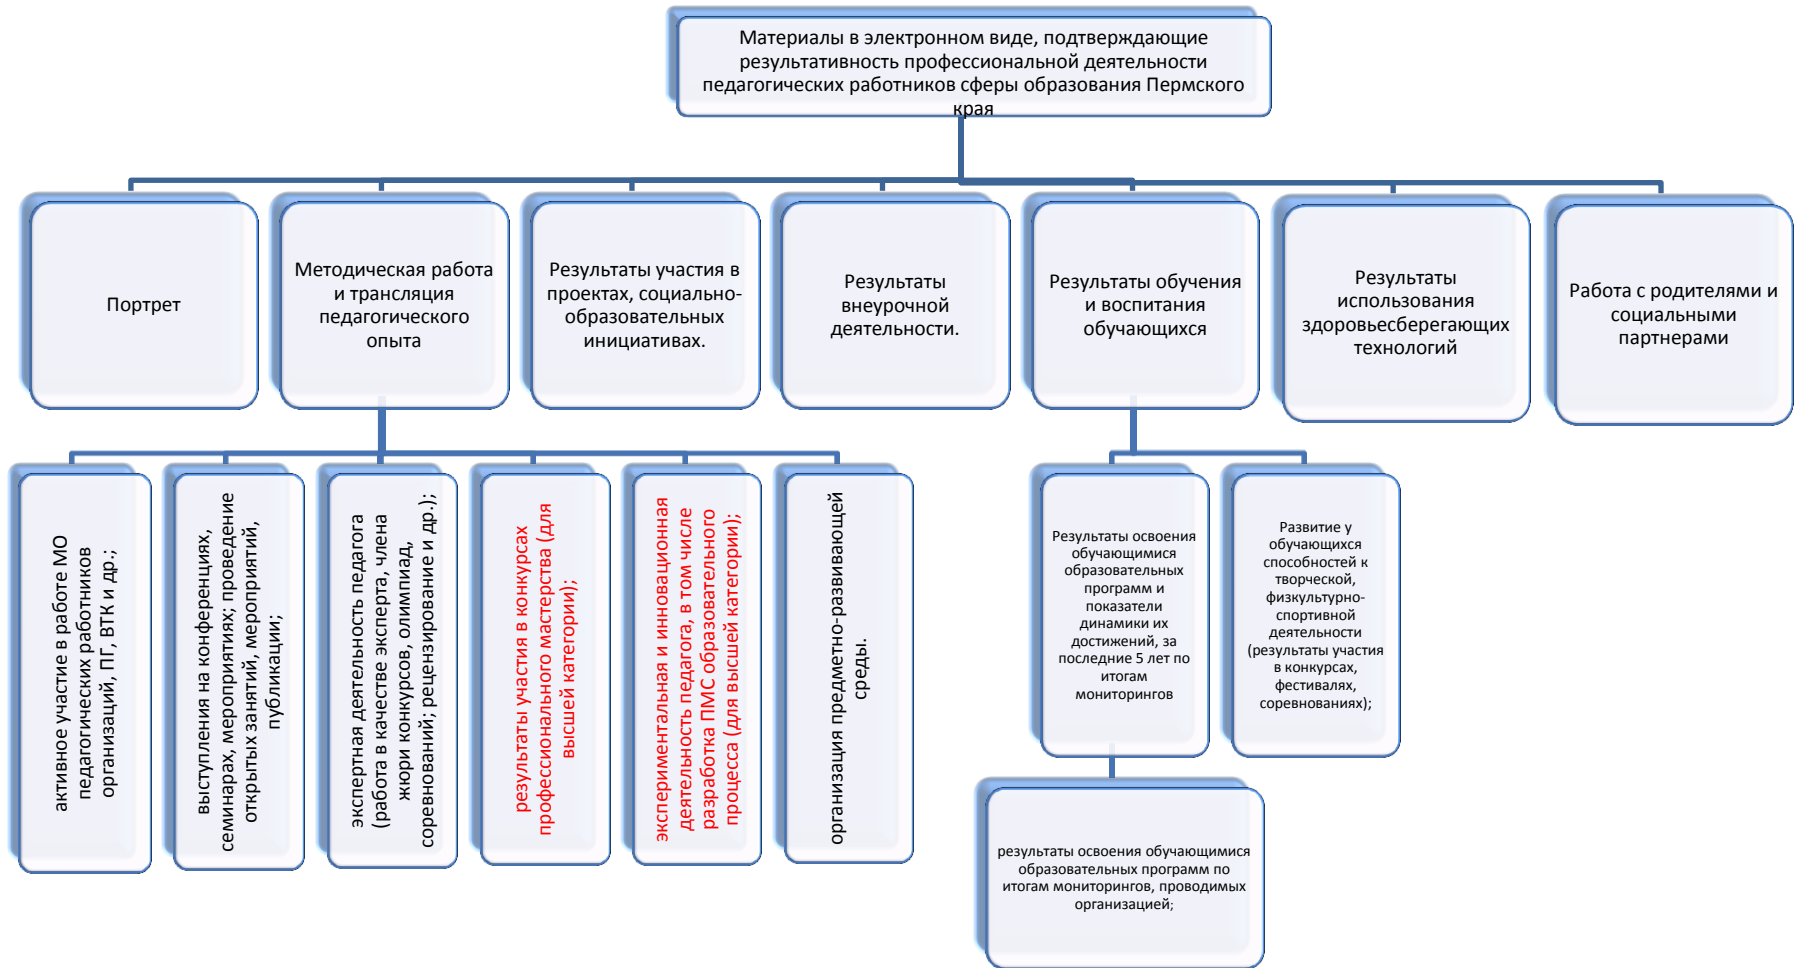 Материалы в электронном виде, подтверждающие
результативность профессиональной деятельности
педагогических работников сферы образования Пермского
края
Портрет
Методическая работа
и трансляция
педагогического
опыта
Результаты участия в
проектах, социально-
образовательных
инициативах.
Результаты
внеурочной
деятельности.
Результаты обучения
и воспитания
обучающихся
Результаты
использования
здоровьесберегающих
технологий
Работа с родителями и
социальными
партнерами
активное участие в работе МО
педагогических работников
организаций, ПГ, ВТК и др.;
выступления на конференциях,
семинарах, мероприятиях; проведение
открытых занятий, мероприятий,
публикации;
экспертная деятельность педагога
(работа в качестве эксперта, члена
жюри конкурсов, олимпиад,
соревнований; рецензирование и др.);
результаты участия в конкурсах
профессионального мастерства (для
высшей категории);
экспериментальная и инновационная
деятельность педагога, в том числе
разработка ПМС образовательного
процесса (для высшей категории);
организация предметно-развивающей
среды.
Результаты освоения
обучающимися
образовательных
программ и
показатели
динамики их
достижений, за
последние 5 лет по
итогам
мониторингов
Развитие у
обучающихся
способностей к
творческой,
физкультурно-
спортивной
деятельности
(результаты участия
в конкурсах,
фестивалях,
соревнованиях);
результаты освоения обучающимися
образовательных программ по
итогам мониторингов, проводимых
организацией;